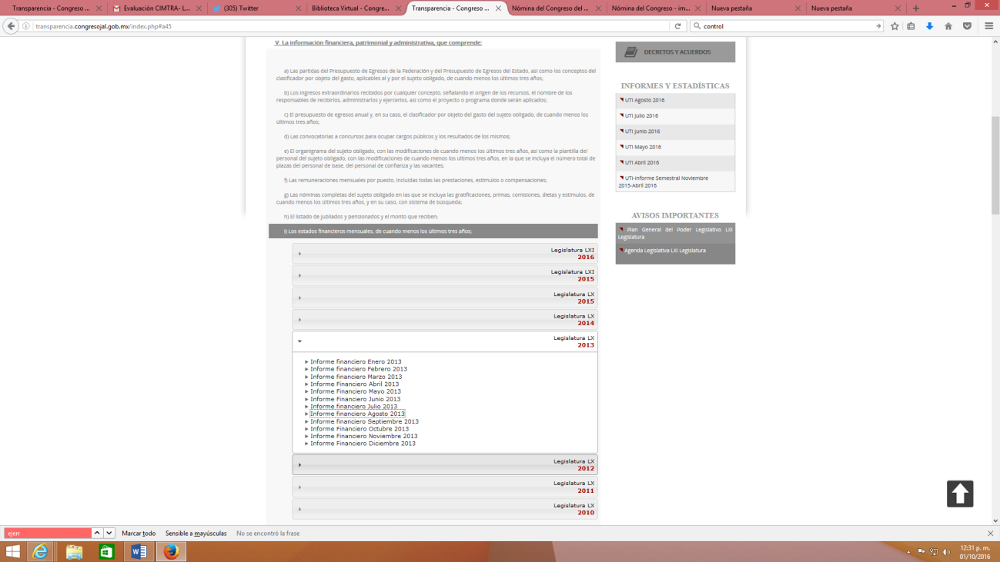 Transparencia - Congreso ...
Evaluación CIMTRA- L...
(305) Twitter
Biblioteca Virtual - Congre...
Transparencia - Congreso ...
Nómina del Congreso del ...
Nómina del Congreso - im...
Nueva pestaña
Nueva pestaña
transparencia.congresojal.gob.mx/index.php#a45
control
V. La información financiera, patrimonial y administrativa, que comprende:
a) Las partidas del Presupuesto de Egresos de la Federación y del Presupuesto de Egresos del Estado, así como los conceptos del
clasificador por objeto del gasto, aplicables al y por el sujeto obligado, de cuando menos los últimos tres años;
b) Los ingresos extraordinarios recibidos por cualquier concepto, señalando el origen de los recursos, el nombre de los
responsables de recibirlos, administrarlos y ejercerlos, así como el proyecto o programa donde serán aplicados;
c) El presupuesto de egresos anual y, en su caso, el clasificador por objeto del gasto del sujeto obligado, de cuando menos los
últimos tres años;
d) Las convocatorias a concursos para ocupar cargos públicos y los resultados de los mismos;
e) El organigrama del sujeto obligado, con las modificaciones de cuando menos los últimos tres años, así como la plantilla del
personal del sujeto obligado, con las modificaciones de cuando menos los últimos tres años, en la que se incluya el número total de
plazas del personal de base, del personal de confianza y las vacantes;
f) Las remuneraciones mensuales por puesto, incluidas todas las prestaciones, estímulos o compensaciones;
g) Las nóminas completas del sujeto obligado en las que se incluya las gratificaciones, primas, comisiones, dietas y estímulos, de
cuando menos los últimos tres años, y en su caso, con sistema de búsqueda;
h) El listado de jubilados y pensionados y el monto que reciben;
i) Los estados financieros mensuales, de cuando menos los últimos tres años;
Legislatura LXI
2016
Legislatura LXI
2015
Legislatura LX
2015
Legislatura LX
2014
Legislatura LX
2013
Informe financiero Enero 2013
Informe financiero Febrero 2013
Informe financiero Marzo 2013
Informe Financiero Abril 2013
Informe Financiero Mayo 2013
Informe Financiero Junio 2013
Informe financiero Julio 2013
Informe financiero Agosto 2013
Informe financiero Septiembre 2013
Informe Financiero Octubre 2013
Informe Financiero Noviembre 2013
Informe Financiero Diciembre 2013
Legislatura LX
2012
Legislatura LX
2011
Legislatura LX
2010
DECRETOS Y ACUERDOS
INFORMES Y ESTADÍSTICAS
UTI Agosto 2016
UTI Julio 2016
UTI Junio 2016
UTI Mayo 2016
UTI Abril 2016
UTI-Informe Semestral Noviembre
2015-Abril 2016
AVISOS IMPORTANTES
Plan General del Poder Legislativo LXI
Legislatura
Agenda Legislativa LXI Legislatura
ejerr
Marcar todo
Sensible a mayúsculas
No se encontró la frase
12:31 p. m.
01/10/2016